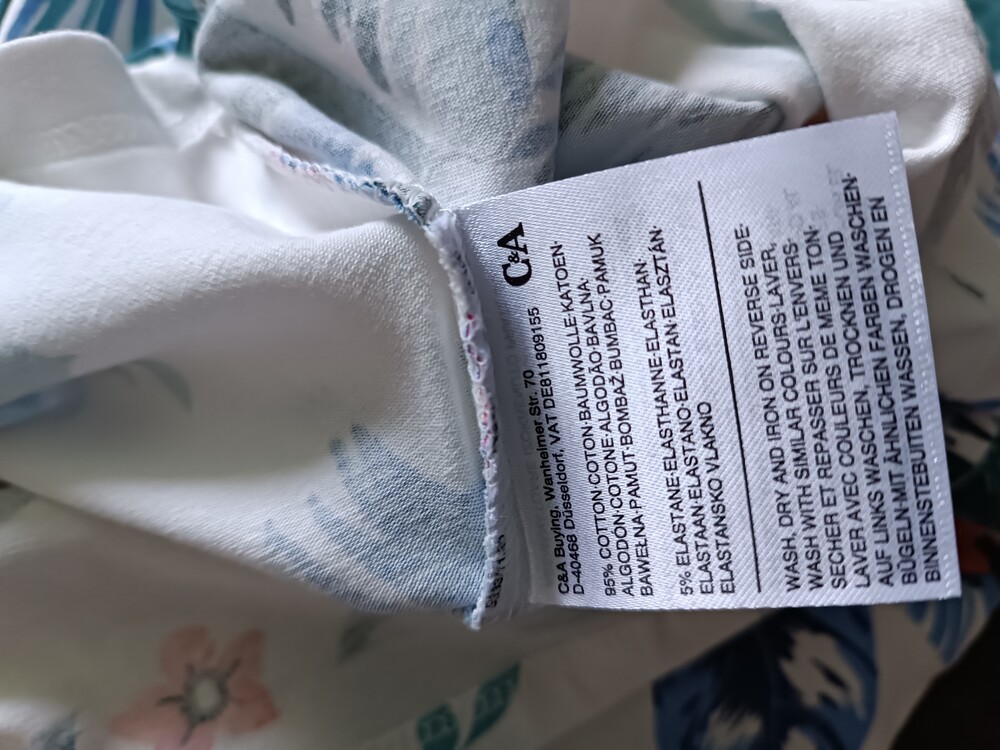 C&A
C&A Buying, Wanheimer Str. 70
D-40468 Düsseldorf, VAT DE811809155
95% COTTON·COTON·BAUMWOLLE·KATOEN·
ALGODÓN·COTONE·ALGODÃO·BAVLNA·
BAWEŁNA·PAMUT·BOMBAŽ·BUMBAC·PAMUK
5% ELASTANE·ELASTHANNE·ELASTHAN·
ELASTAAN·ELASTANO·ELASTAN·ELASZTÁN·
ELASTANSKO VLAKNO
WASH, DRY AND IRON ON REVERSE SIDE·
WASH WITH SIMILAR COLOURS·LAVER,
SECHER ET REPASSER SUR L'ENVERS·
LAVER AVEC COULEURS DE MEME TON·
AUF LINKS WASCHEN, TROCKNEN UND
BÜGELN·MIT ÄHNLICHEN FARBEN WASCHEN·
BINNENSTEBUITEN WASSEN, DROGEN EN